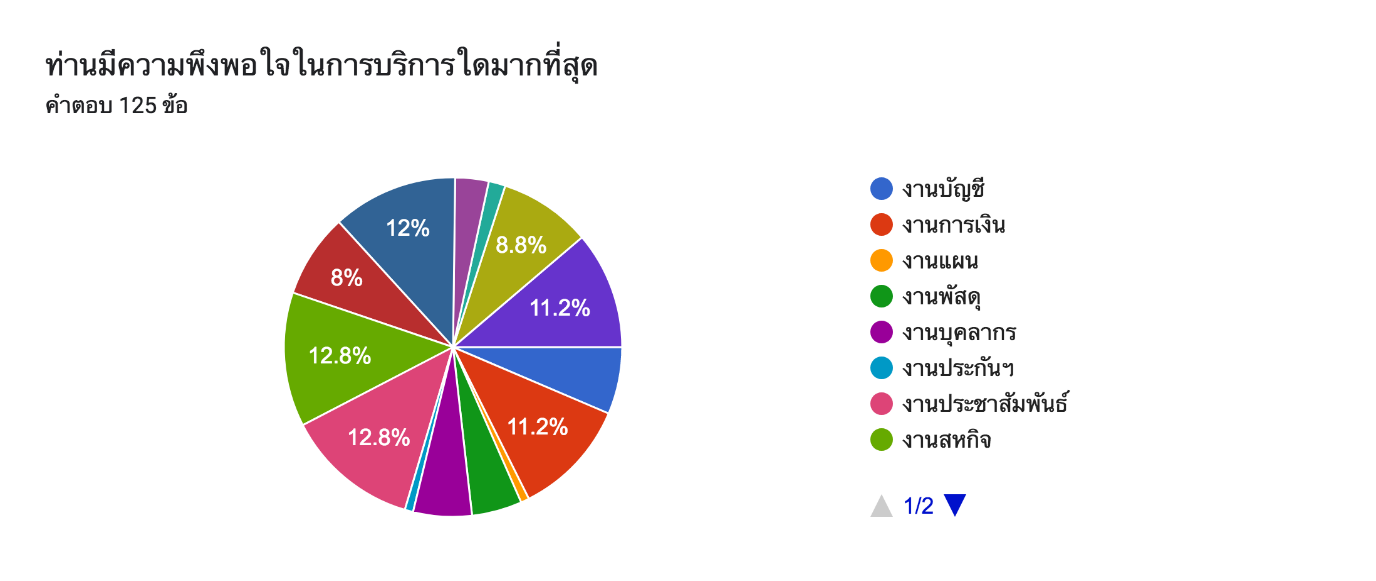 ท่านมีความพึงพอใจในการบริการใดมากที่สุด
คำตอบ 125 ข้อ
12%
8.8%
8%
11.2%
12.8%
11.2%
12.8%
งานบัญชี
งานการเงิน
งานแผน
งานพัสดุ
งานบุคลากร
งานประกันฯ
งานประชาสัมพันธ์
งานสหกิจ
1/2